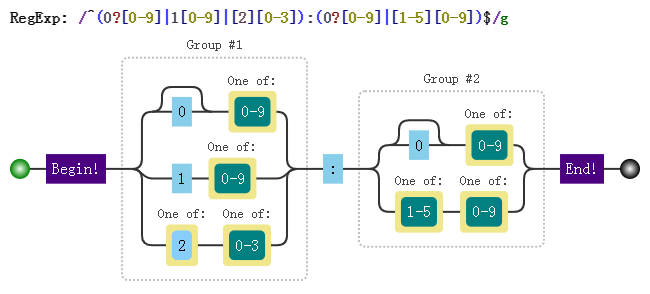 RegExp: /^(0?[0-9]|1[0-9]|[2][0-3]):(0?[0-9]|[1-5][0-9])$/g
Group #1
One of:
0 0-9
One of:
1 0-9
One of: One of:
2 0-3
Begin!
:
Group #2
One of:
0 0-9
One of: One of:
1-5 0-9
End!